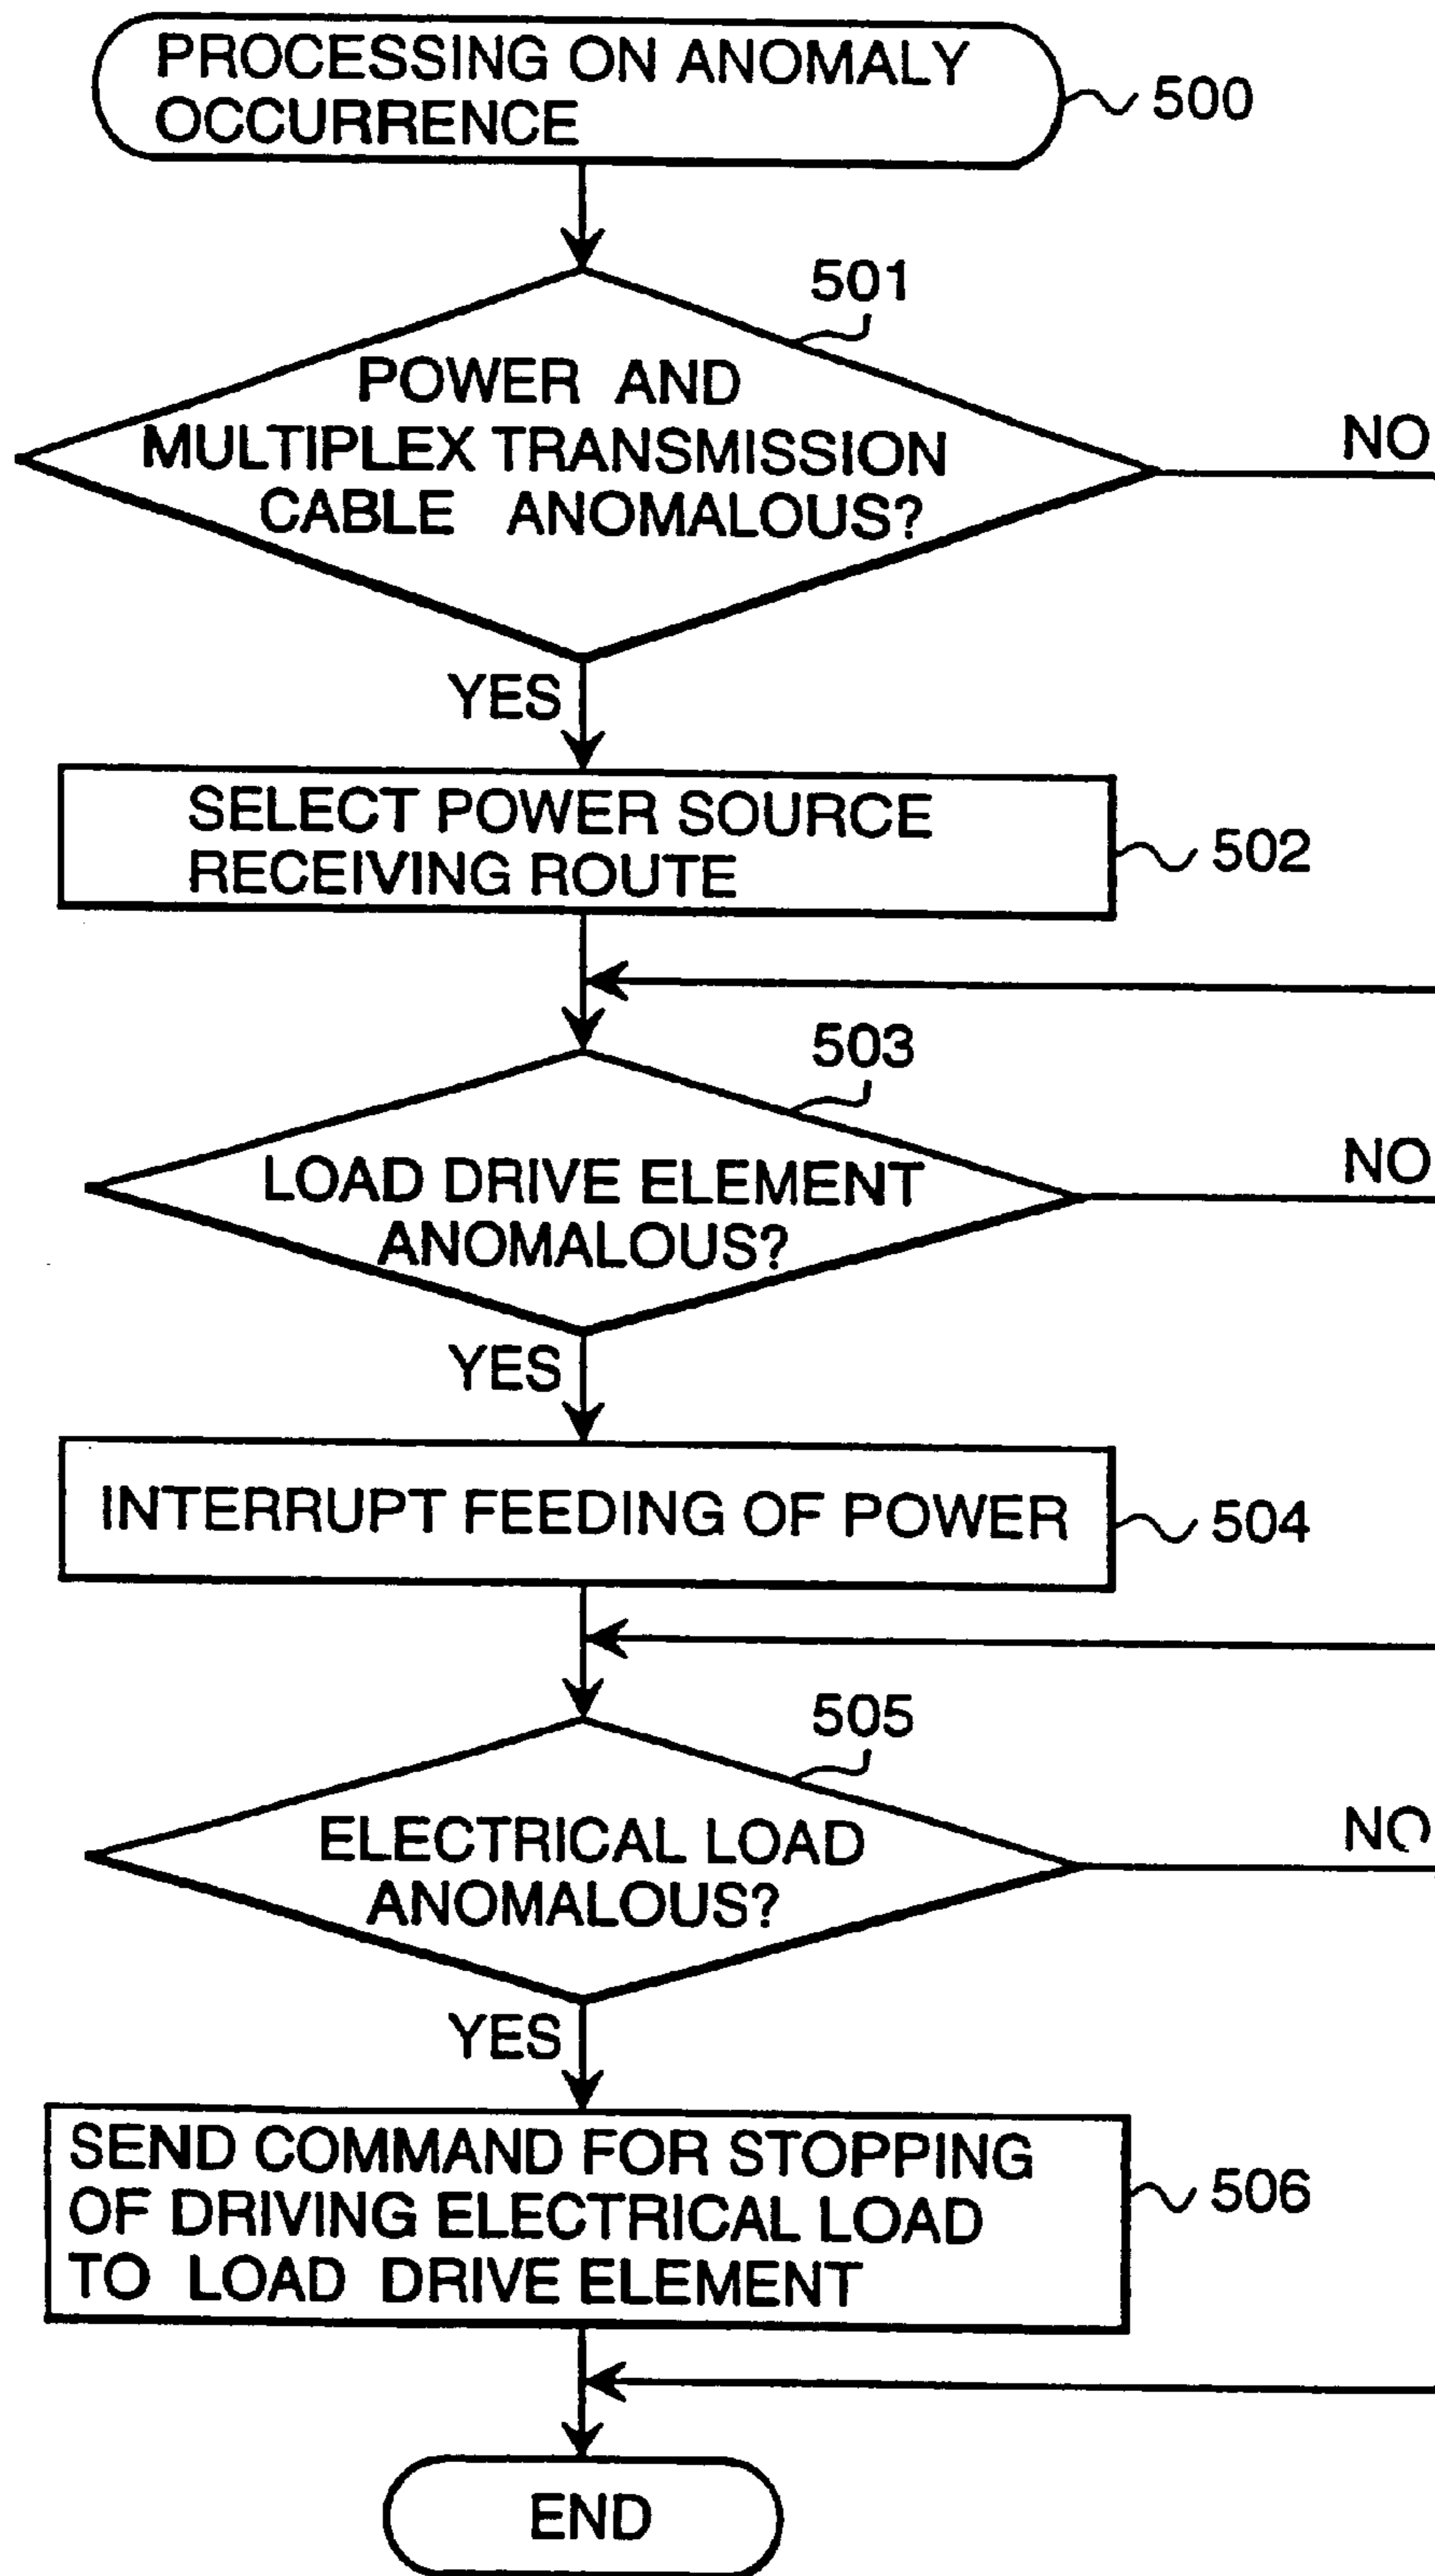 PROCESSING ON ANOMALY
OCCURRENCE
500
501
POWER AND
MULTIPLEX TRANSMISSION
CABLE ANOMALOUS?
NO
YES
SELECT POWER SOURCE
RECEIVING ROUTE
502
503
LOAD DRIVE ELEMENT
ANOMALOUS?
NO
YES
INTERRUPT FEEDING OF POWER
504
505
ELECTRICAL LOAD
ANOMALOUS?
NO
YES
SEND COMMAND FOR STOPPING
OF DRIVING ELECTRICAL LOAD
TO LOAD DRIVE ELEMENT
506
END